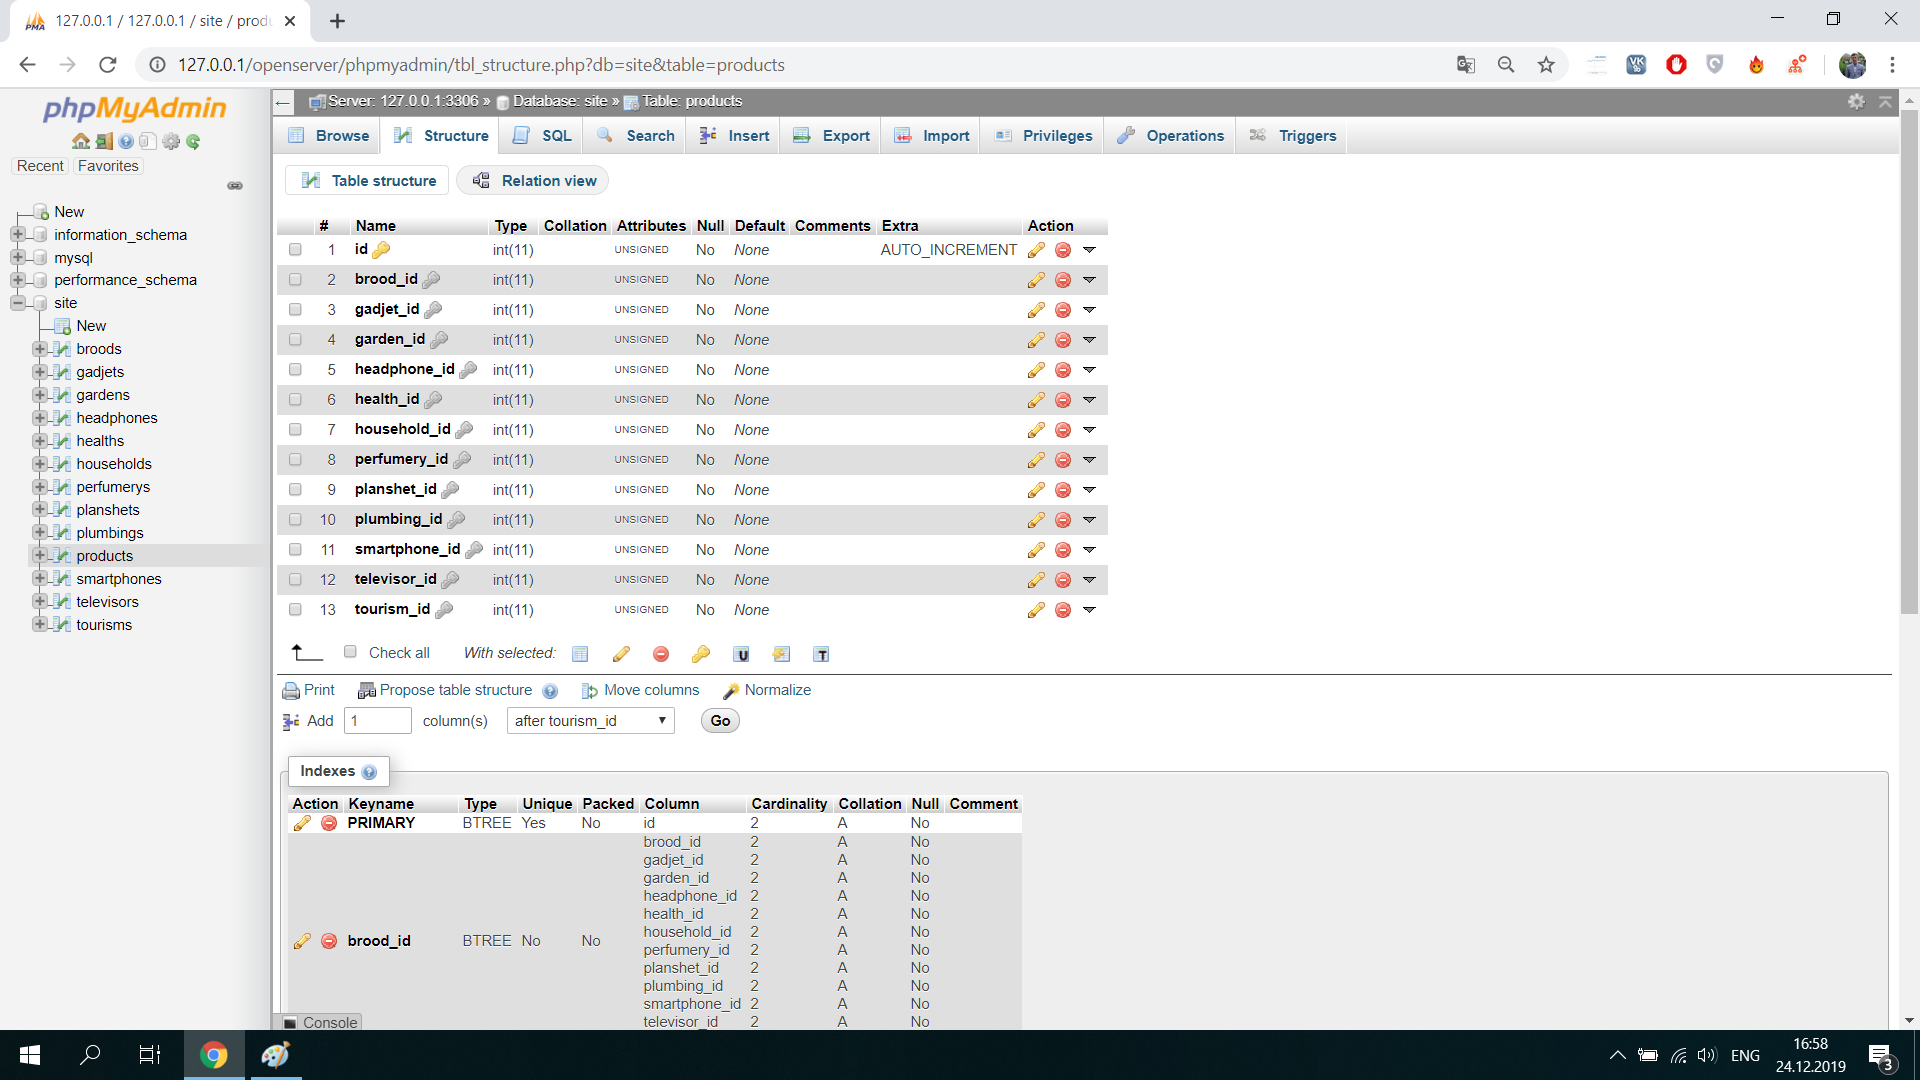 127.0.0.1 / 127.0.0.1 / site / produ
127.0.0.1/openserver/phpmyadmin/tbl_structure.php?db=site&table=products
phpMyAdmin
Recent Favorites
New
information_schema
mysql
performance_schema
site
New
broods
gadjets
gardens
headphones
healths
households
perfumerys
planshets
plumbings
products
smartphones
televisors
tourisms
Server: 127.0.0.1:3306 » Database: site » Table: products
Browse Structure SQL Search Insert Export Import Privileges Operations Triggers
Table structure Relation view
# Name Type Collation Attributes Null Default Comments Extra Action
1 id int(11) UNSIGNED No None AUTO_INCREMENT
2 brood_id int(11) UNSIGNED No None
3 gadjet_id int(11) UNSIGNED No None
4 garden_id int(11) UNSIGNED No None
5 headphone_id int(11) UNSIGNED No None
6 health_id int(11) UNSIGNED No None
7 household_id int(11) UNSIGNED No None
8 perfumery_id int(11) UNSIGNED No None
9 planshet_id int(11) UNSIGNED No None
10 plumbing_id int(11) UNSIGNED No None
11 smartphone_id int(11) UNSIGNED No None
12 televisor_id int(11) UNSIGNED No None
13 tourism_id int(11) UNSIGNED No None
Check all With selected: U T
Print Propose table structure Move columns Normalize
Add 1 column(s) after tourism_id Go
Indexes
Action Keyname Type Unique Packed Column Cardinality Collation Null Comment
PRIMARY BTREE Yes No id 2 A No
brood_id 2 A No
gadjet_id 2 A No
garden_id 2 A No
headphone_id 2 A No
health_id 2 A No
household_id 2 A No
brood_id BTREE No No
perfumery_id 2 A No
planshet_id 2 A No
plumbing_id 2 A No
smartphone_id 2 A No
televisor_id 2 A No
Console
ENG
16:58
24.12.2019
3